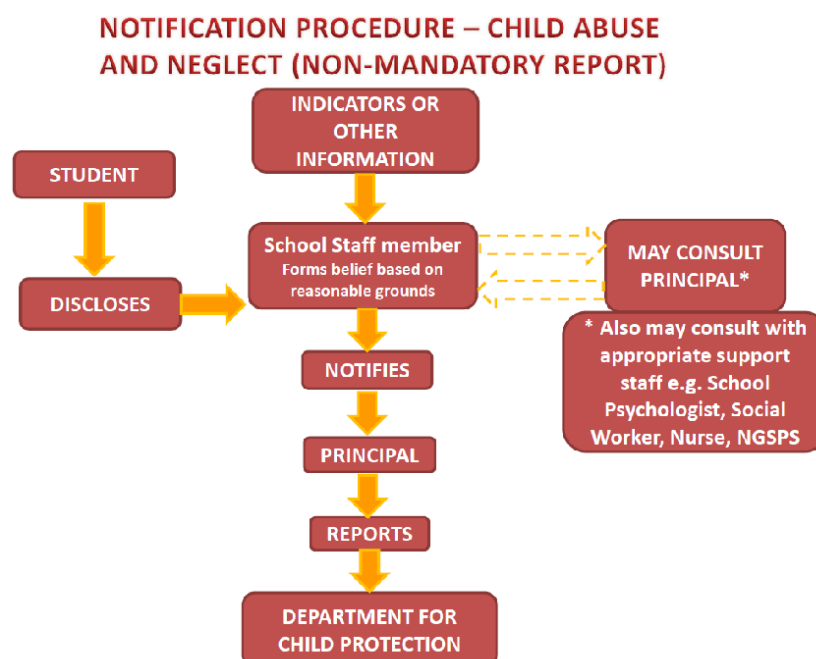 NOTIFICATION PROCEDURE – CHILD ABUSE
AND NEGLECT (NON-MANDATORY REPORT)
INDICATORS OR
OTHER
INFORMATION
STUDENT
DISCLOSES
School Staff member
Forms belief based on
reasonable grounds
MAY CONSULT
PRINCIPAL*
* Also may consult with
appropriate support
staff e.g. School
Psychologist, Social
Worker, Nurse, NGSPS
NOTIFIES
PRINCIPAL
REPORTS
DEPARTMENT FOR
CHILD PROTECTION